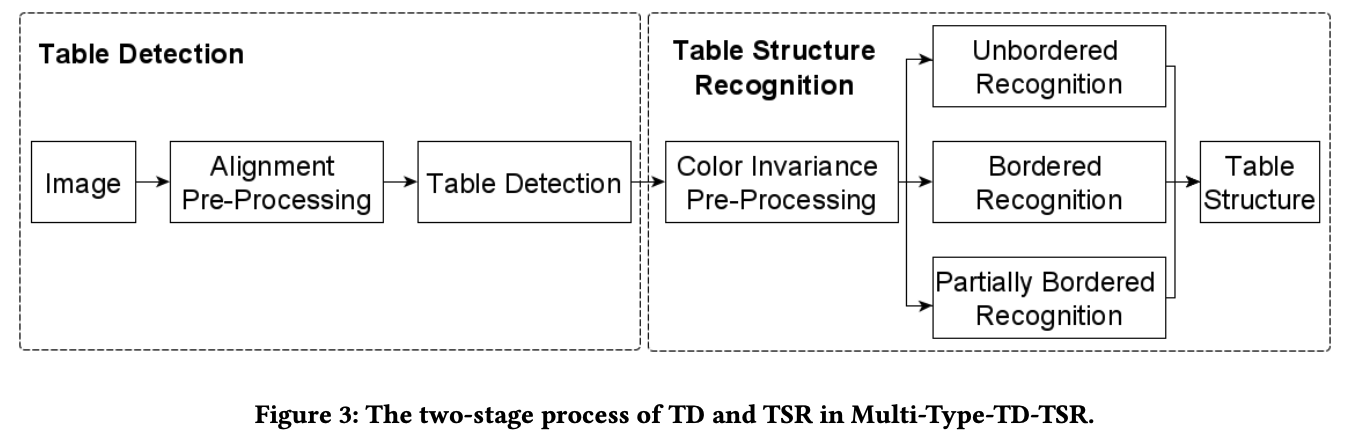 Table Detection
Image
Alignment
Pre-Processing
Table Detection
Table Structure
Recognition
Color Invariance
Pre-Processing
Unbordered
Recognition
Bordered
Recognition
Partially Bordered
Recognition
Table
Structure
Figure 3: The two-stage process of TD and TSR in Multi-Type-TD-TSR.